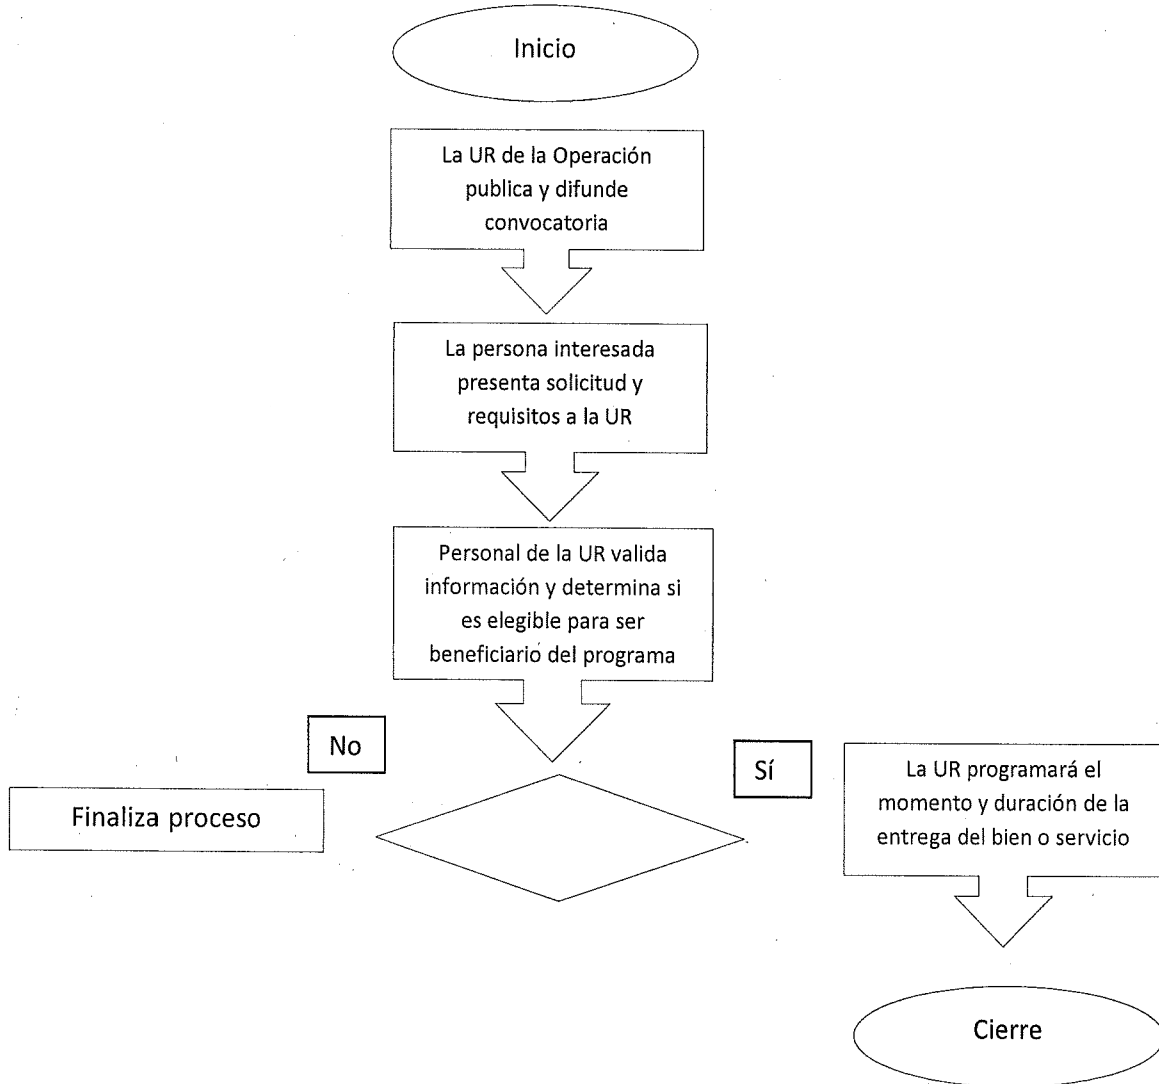 Inicio
La UR de la Operación
publica y difunde
convocatoria
La persona interesada
presenta solicitud y
requisitos a la UR
Personal de la UR valida
información y determina si
es elegible para ser
beneficiario del programa
No
Finaliza proceso
Sí
La UR programará el
momento y duración de la
entrega del bien o servicio
Cierre